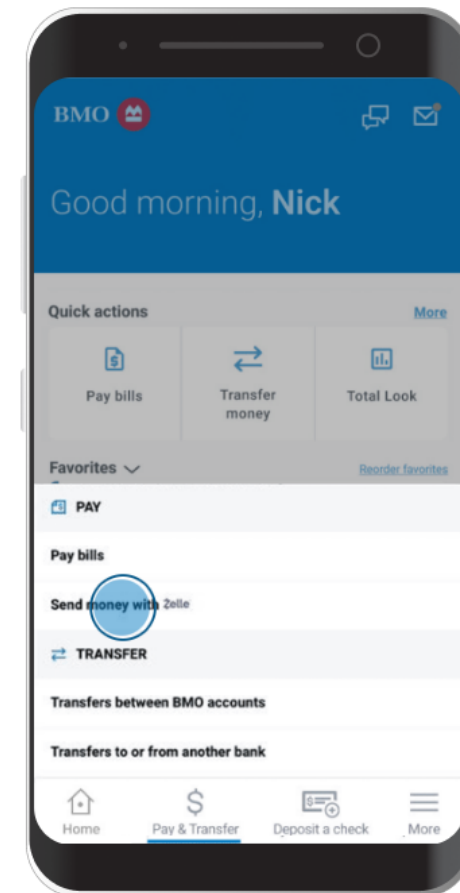 BMO
Good morning, Nick
Quick actions
More
Pay bills
Transfer
money
Total Look
Favorites
Reorder favorites
PAY
Pay bills
Send money with Zelle
TRANSFER
Transfers between BMO accounts
Transfers to or from another bank
Home
Pay & Transfer
Deposit a check
More